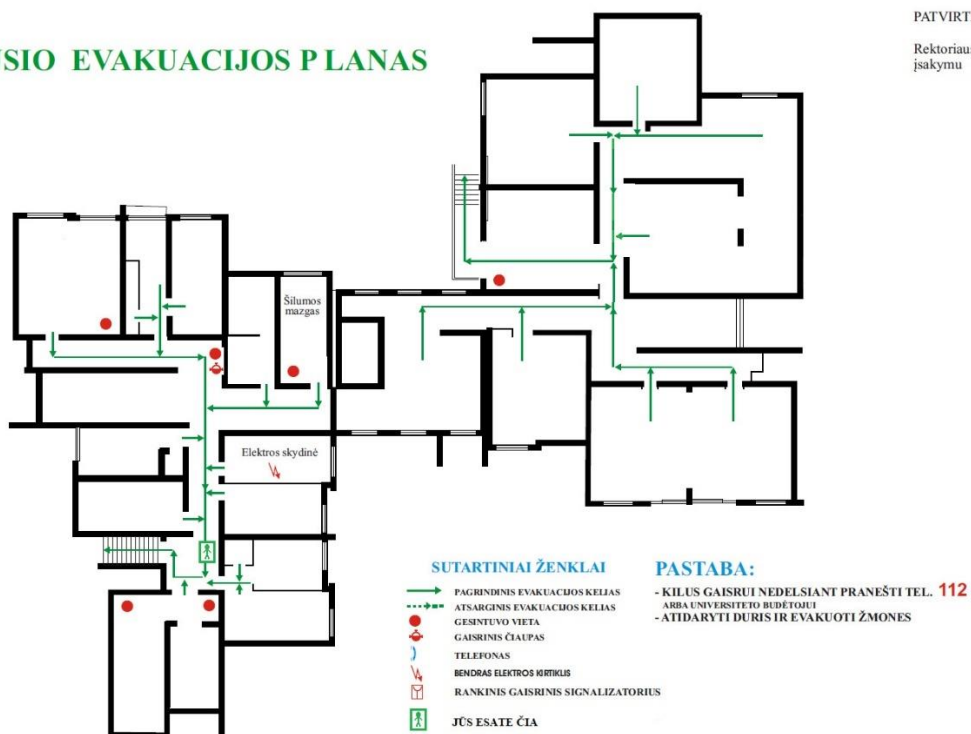 PATVIRT
USIO EVAKUACIJOS P LANAS
Rektoriaus
įsakymu
Šilumos
mazgas
Elektros skydinė
SUTARTINIAI ŽENKLAI
PAGRINDINIS EVAKUACIJOS KELIAS
ATSARGINIS EVAKUACIJOS KELIAS
GESINTUVO VIETA
GAISRINIS ČIAUPAS
TELEFONAS
BENDRAS ELEKTROS KIRTIKLIS
RANKINIS GAISRINIS SIGNALIZATORIUS
JŪS ESATE ČIA
PASTABA:
- KILUS GAISRUI NEDELSIANT PRANEŠTI TEL. 112
ARBA UNIVERSITETO BUDĖTOJUI
- ATIDARYTI DURIS IR EVAKUOTI ŽMONES